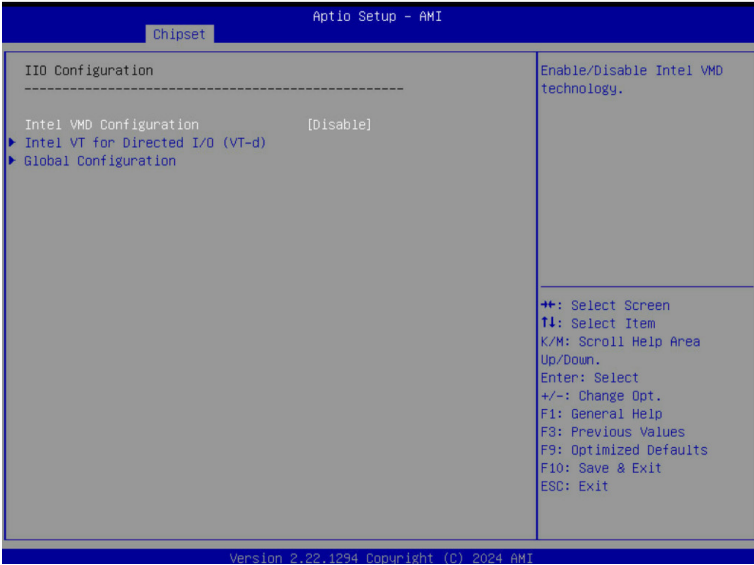 Aptio Setup – AMI
Chipset
IIO Configuration
--------------------------------------------------
Intel VMD Configuration [Disable]
Intel VT for Directed I/O (VT-d)
Global Configuration
Enable/Disable Intel VMD
technology.
→←: Select Screen
↑↓: Select Item
K/M: Scroll Help Area
Up/Down.
Enter: Select
+/-: Change Opt.
F1: General Help
F3: Previous Values
F9: Optimized Defaults
F10: Save & Exit
ESC: Exit
Version 2.22.1294 Copyright (C) 2024 AMI